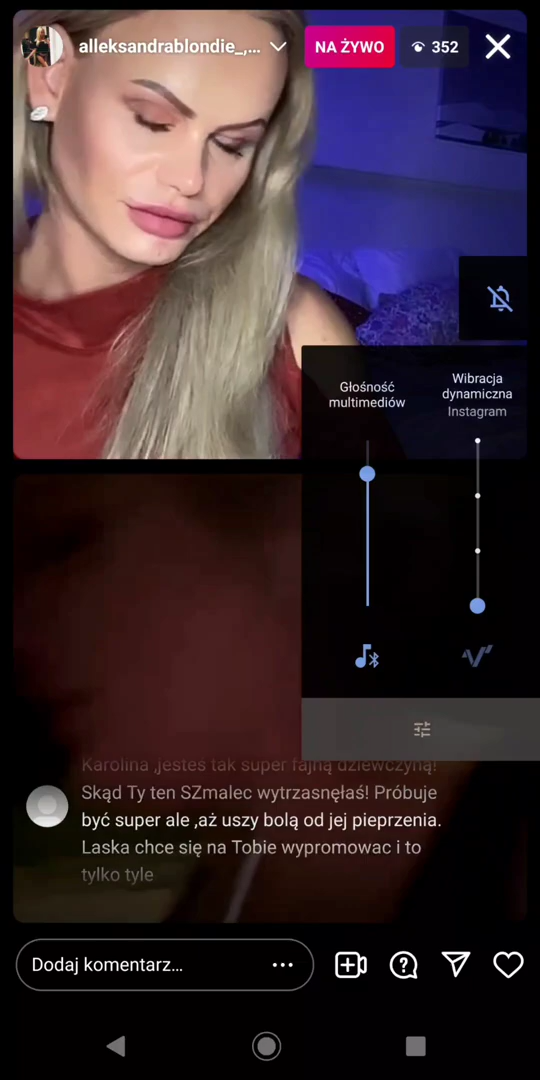 alleksandrablondie_,...
NA ŻYWO
352
Głośność
multimediów
Wibracja
dynamiczna
Instagram
Karolina ,jesteś tak super fajną dziewczyną!
Skąd Ty ten SZmalec wytrzasnęłaś! Próbuje
być super ale ,aż uszy bolą od jej pieprzenia.
Laska chce się na Tobie wypromowac i to
tylko tyle
Dodaj komentarz...